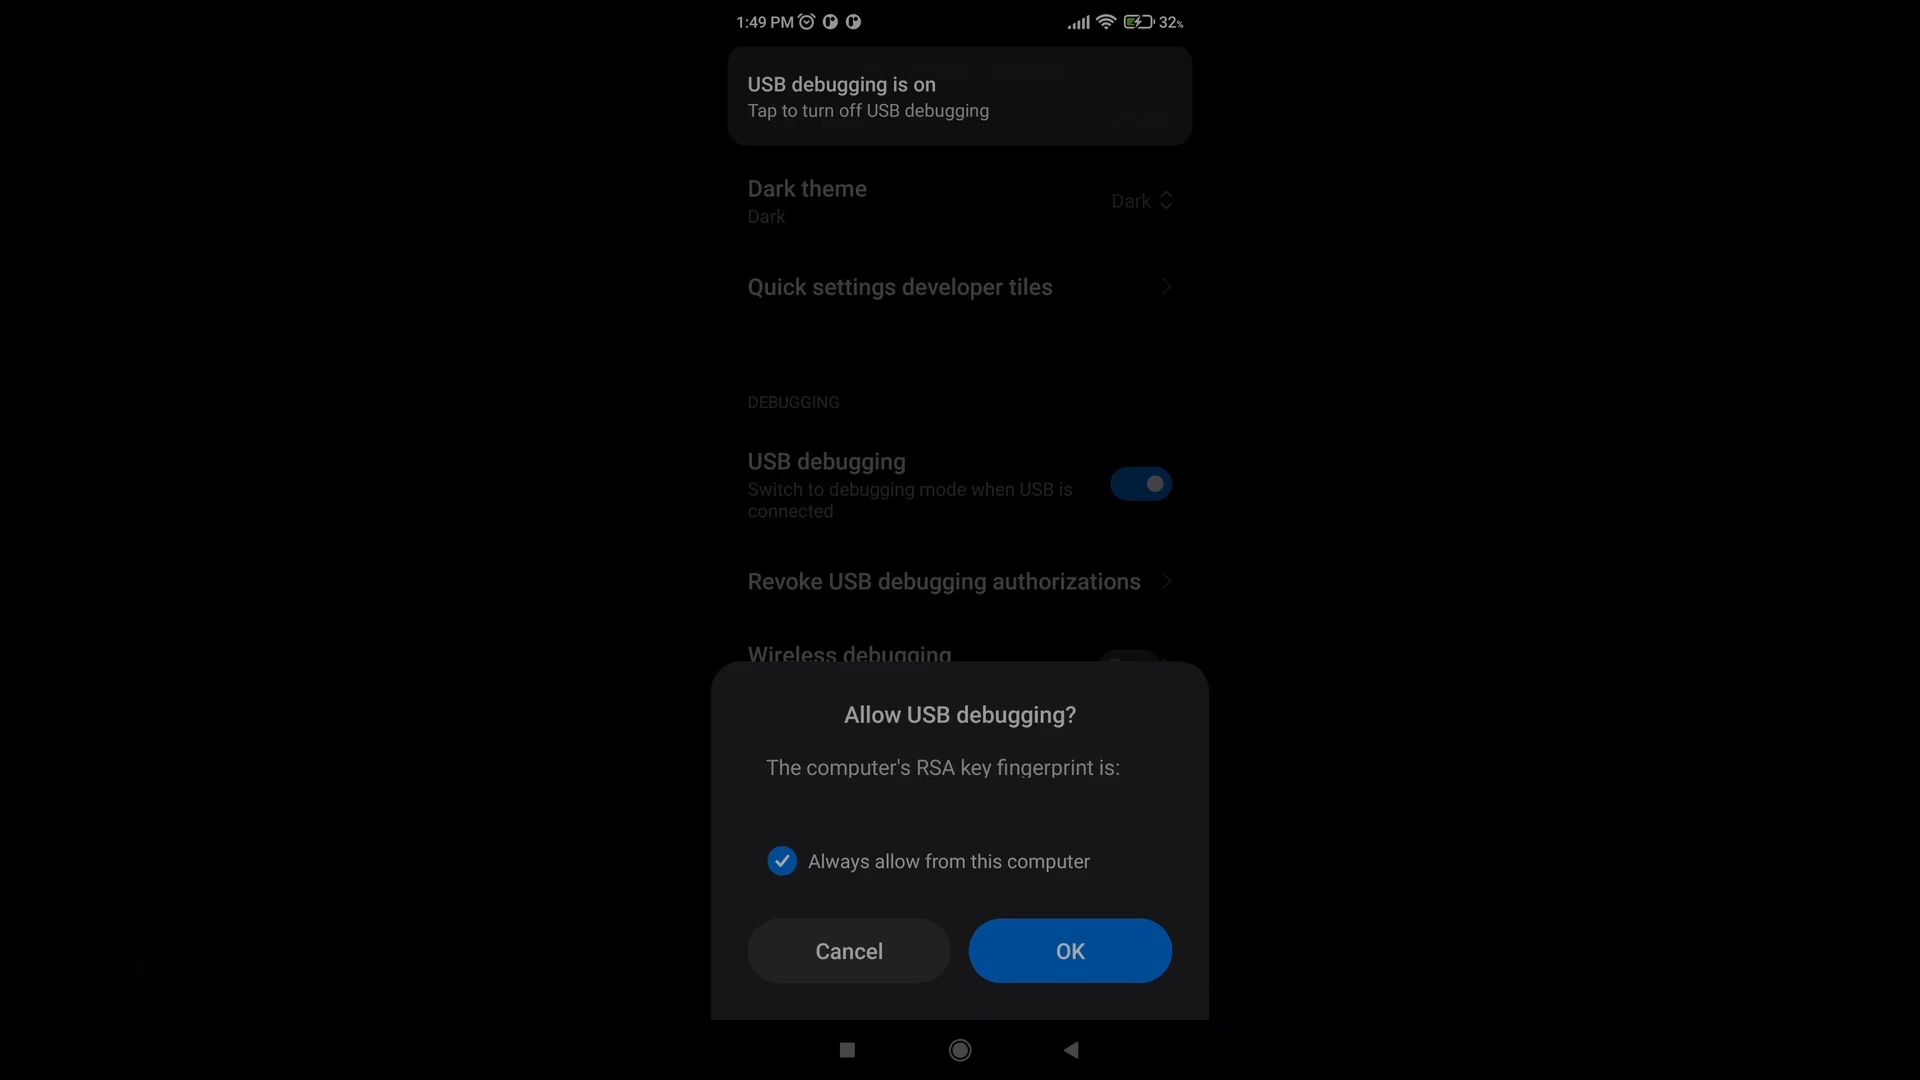 1:49 PM
32%
USB debugging is on
Tap to turn off USB debugging
Dark theme
Dark
Dark
Quick settings developer tiles
DEBUGGING
USB debugging
Switch to debugging mode when USB is
connected
Revoke USB debugging authorizations
Wireless debugging
Allow USB debugging?
The computer's RSA key fingerprint is:
Always allow from this computer
Cancel
OK